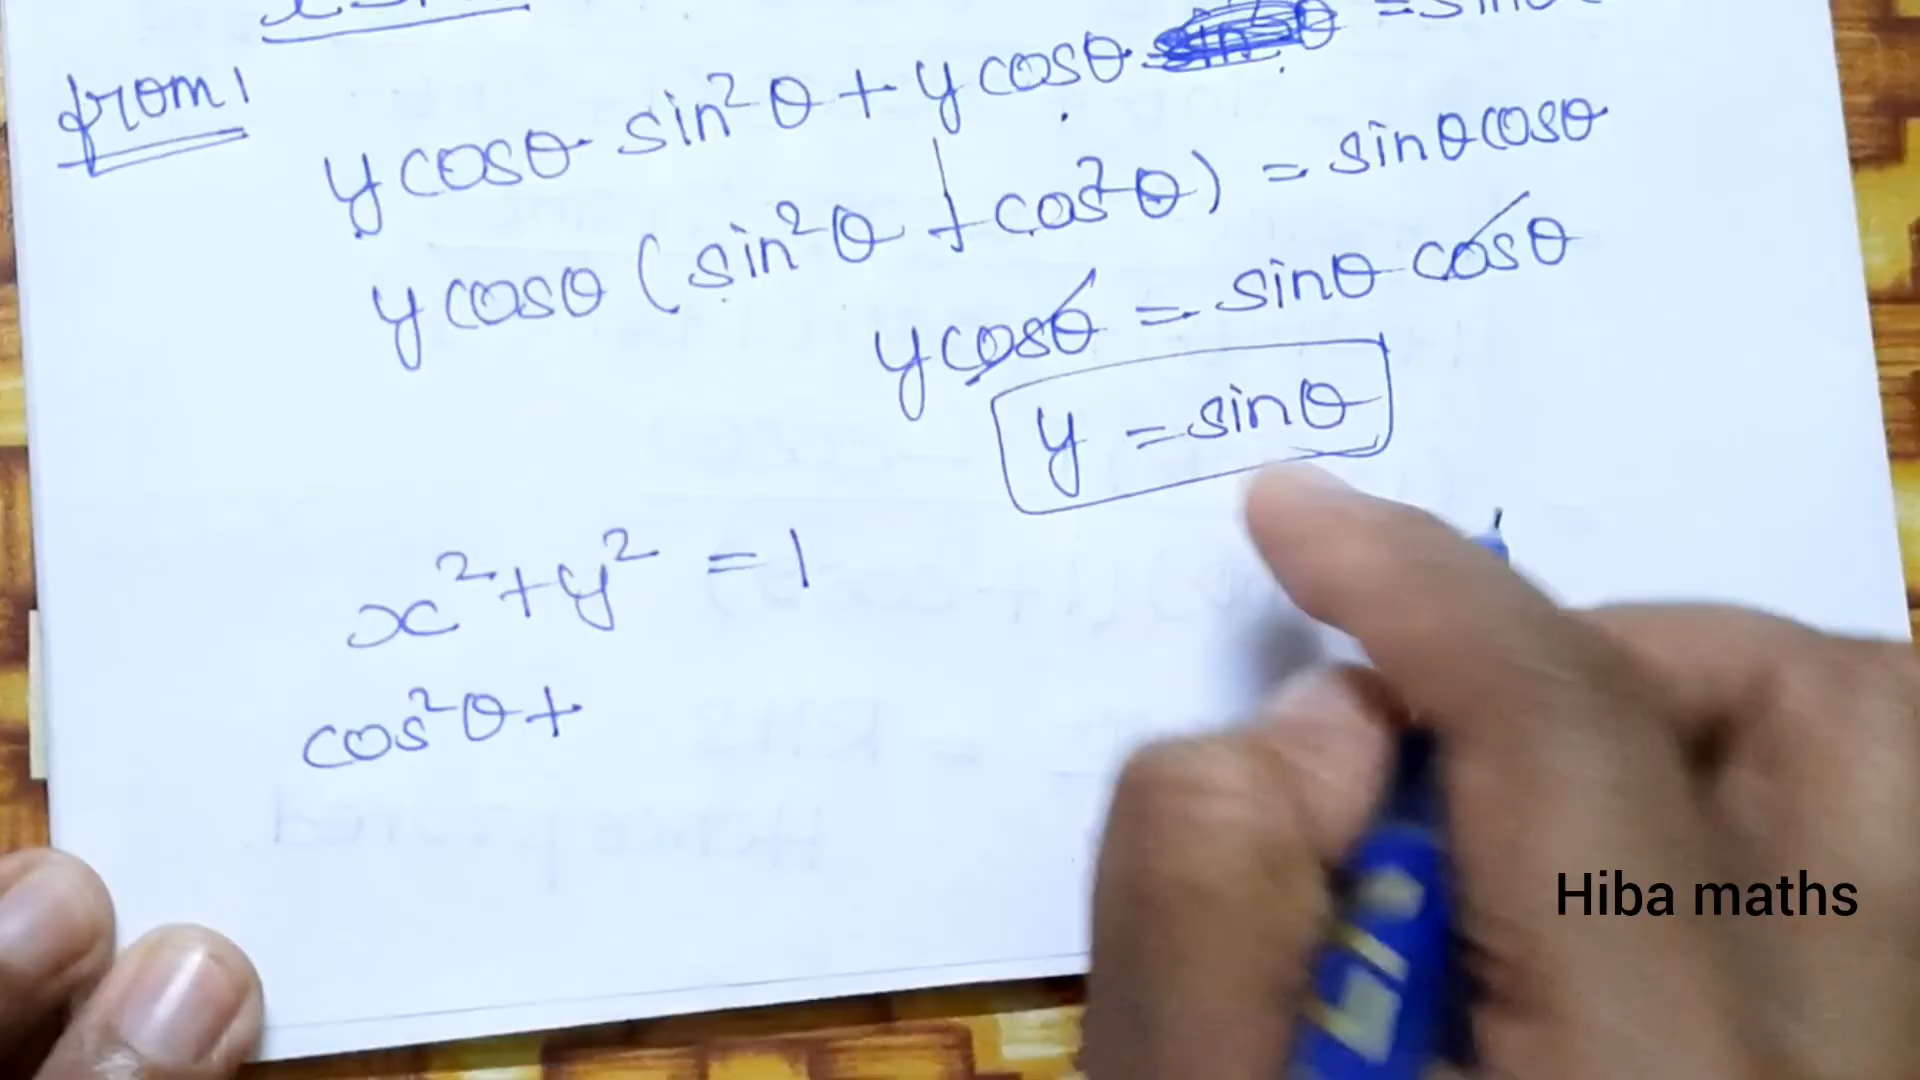 from 1
y cosθ sin²θ + y cosθ = sinθ
y cosθ (sin²θ + cos²θ) = sinθ cosθ
y cosθ = sinθ cosθ
y = sinθ
x² + y² = 1
cos²θ +
Hiba maths